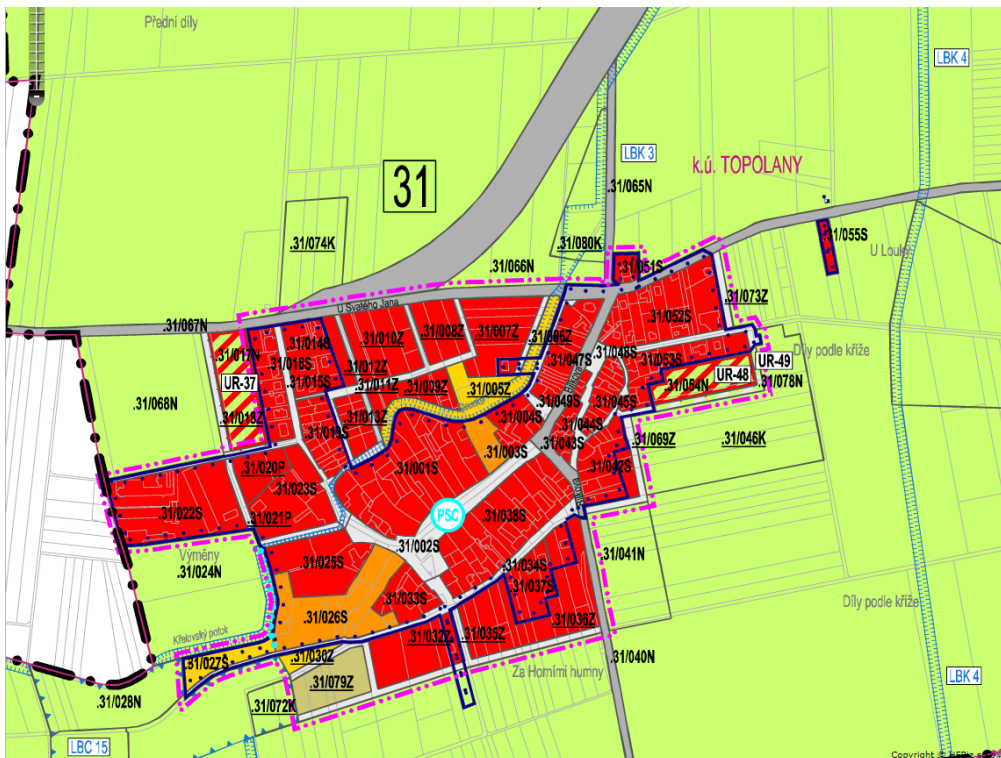 Přední díly
LBK 4
LBK 3
k.ú. TOPOLANY
31
.31/065N
.31/074K
.31/080K
.31/055S
U Louky
.31/066N
.31/051S
.31/073Z
U Svatého Jana
.31/067N
.31/017N
.31/014S
.31/010Z
.31/008Z
.31/007Z
.31/006Z
.31/052S
.31/016S
.31/012Z
.31/047S
.31/048S
.31/053S
Díly podle kříže
UR-49
UR-37
.31/015S
.31/011Z
.31/009Z
.31/005Z
UR-48
.31/078N
.31/054N
.31/068N
.31/018Z
.31/013Z
.31/049S
.31/045S
.31/004S
.31/044S
.31/019S
.31/043S
.31/069Z
.31/046K
.31/003S
.31/020P
.31/001S
.31/042S
.31/023S
.31/022S
.31/021P
PSC
.31/038S
.31/002S
Výměny
.31/024N
.31/041N
.31/025S
.31/034S
.31/037S
.31/033S
.31/026S
.31/036Z
Díly podle kříže
Křelovský potok
.31/032Z
.31/035Z
.31/027S
.31/030Z
.31/040N
.31/079Z
Za Horními humny
.31/028N
.31/072K
LBK 4
LBC 15